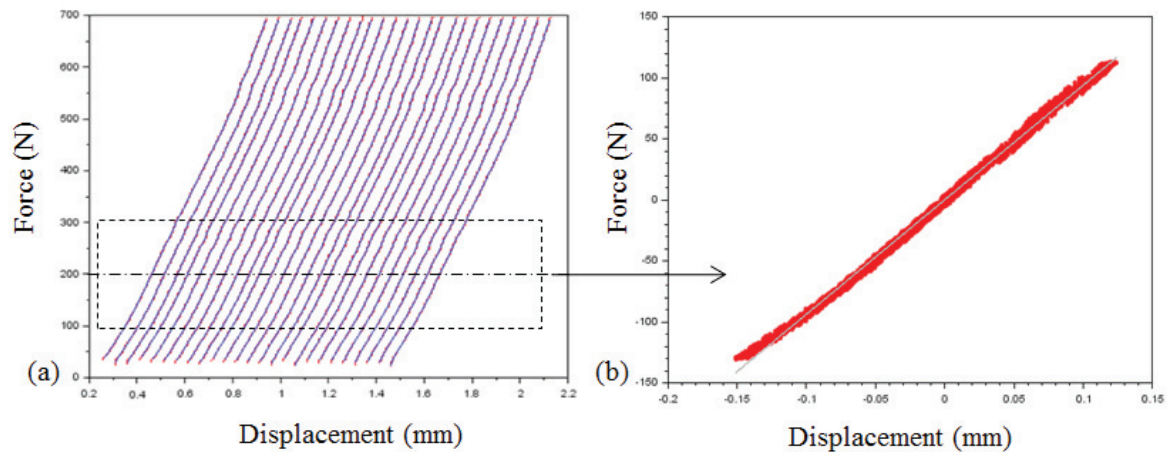 700
600
500
400
300
200
100
0
0.2 0.4 0.6 0.8 1 1.2 1.4 1.6 1.8 2 2.2
Force (N)
Displacement (mm)
(a)
150
100
50
0
-50
-100
-150
-0.2 -0.15 -0.1 -0.05 0 0.05 0.1 0.15
Force (N)
Displacement (mm)
(b)